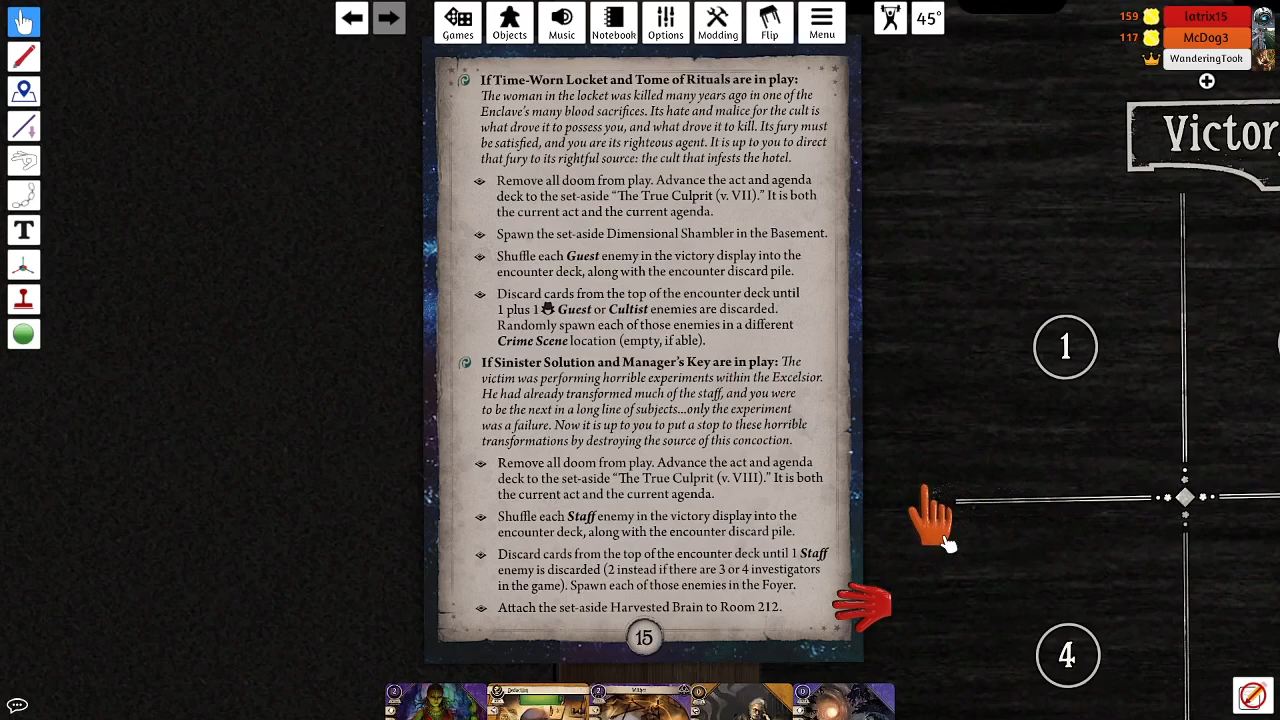 Games
Objects
Music
Notebook
Options
Modding
Flip
Menu
45°
159
latrix15
117
McDog3
WanderingTook
If Time-Worn Locket and Tome of Rituals are in play:
The woman in the locket was killed many years ago in one of the
Enclave's many blood sacrifices. Its hate and malice for the cult is
what drove it to possess you, and what drove it to kill. Its fury must
be satisfied, and you are its righteous agent. It is up to you to direct
that fury to its rightful source: the cult that infests the hotel.
Remove all doom from play. Advance the act and agenda
deck to the set-aside “The True Culprit (v. VII).” It is both
the current act and the current agenda.
Spawn the set-aside Dimensional Shambler in the Basement.
Shuffle each Guest enemy in the victory display into the
encounter deck, along with the encounter discard pile.
Discard cards from the top of the encounter deck until
1 plus 1 Guest or Cultist enemies are discarded.
Randomly spawn each of those enemies in a different
Crime Scene location (empty, if able).
If Sinister Solution and Manager's Key are in play: The
victim was performing horrible experiments within the Excelsior.
He had already transformed much of the staff, and you were
to be the next in a long line of subjects...only the experiment
was a failure. Now it is up to you to put a stop to these horrible
transformations by destroying the source of this concoction.
Remove all doom from play. Advance the act and agenda
deck to the set-aside “The True Culprit (v. VIII).” It is both
the current act and the current agenda.
Shuffle each Staff enemy in the victory display into the
encounter deck, along with the encounter discard pile.
Discard cards from the top of the encounter deck until 1 Staff
enemy is discarded (2 instead if there are 3 or 4 investigators
in the game). Spawn each of those enemies in the Foyer.
Attach the set-aside Harvested Brain to Room 212.
15
Victor
1
4
T